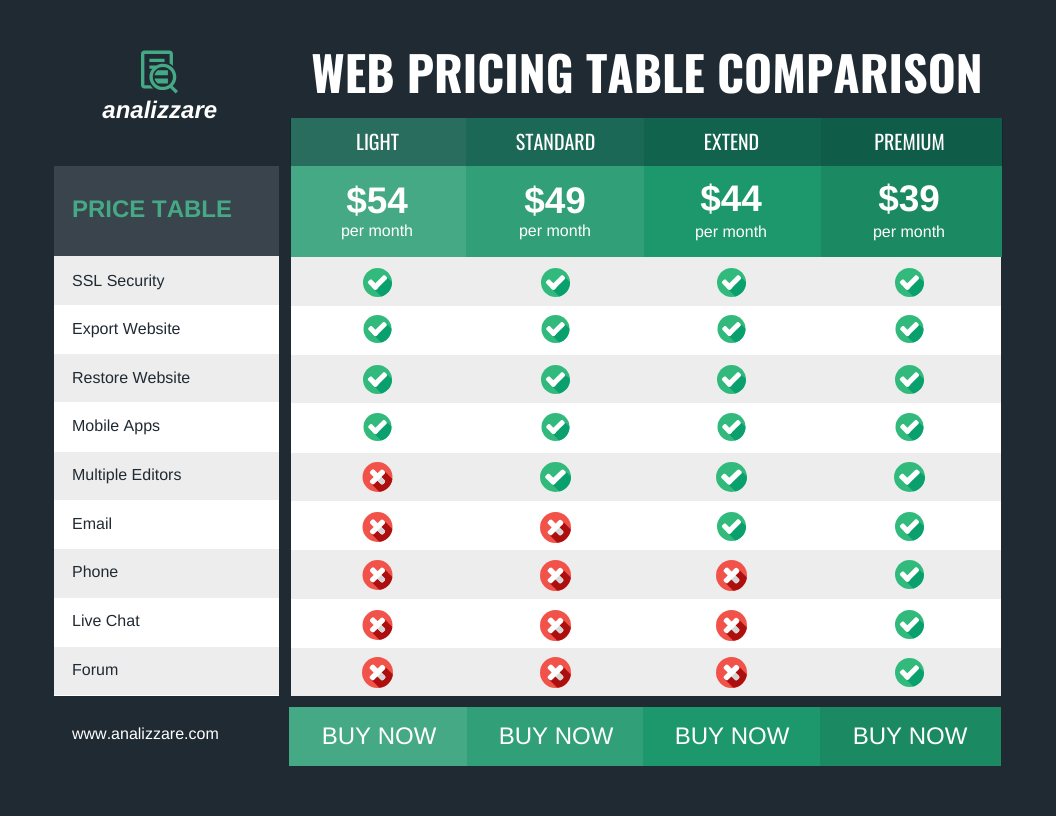 analizzare
WEB PRICING TABLE COMPARISON
LIGHT STANDARD EXTEND PREMIUM
PRICE TABLE $54 $49 $44 $39
per month per month per month per month
SSL Security
Export Website
Restore Website
Mobile Apps
Multiple Editors
Email
Phone
Live Chat
Forum
www.analizzare.com BUY NOW BUY NOW BUY NOW BUY NOW